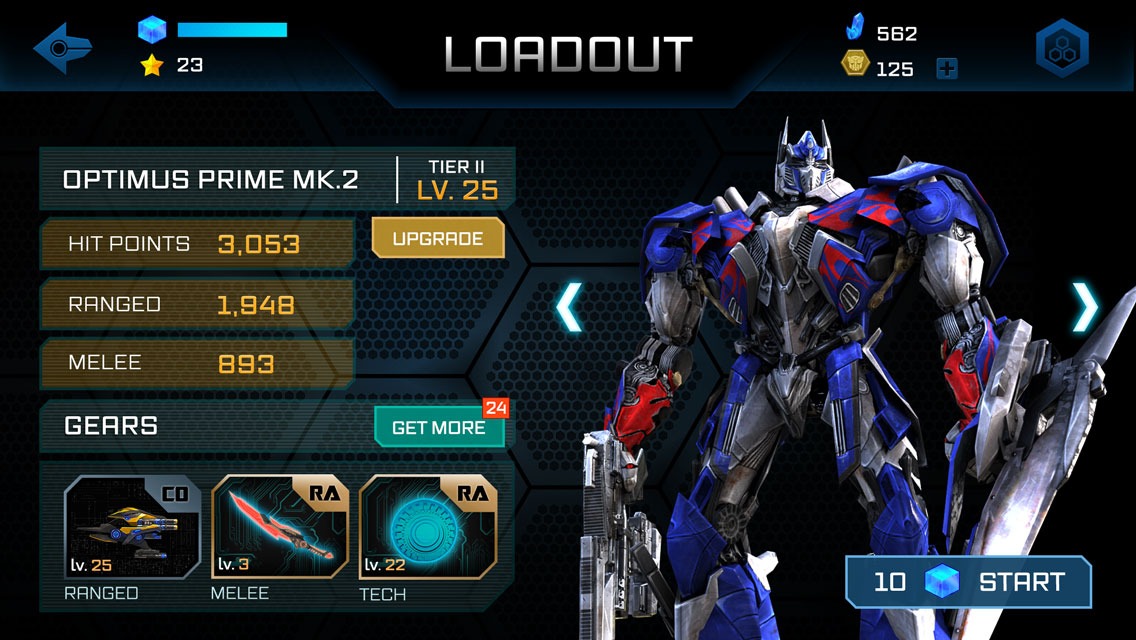 LOADOUT
23
562
125
OPTIMUS PRIME MK.2
TIER II
LV. 25
HIT POINTS 3,053
UPGRADE
RANGED 1,948
MELEE 893
GEARS
GET MORE
24
CO
lv. 25
RANGED
RA
lv. 3
MELEE
RA
lv. 22
TECH
10 START